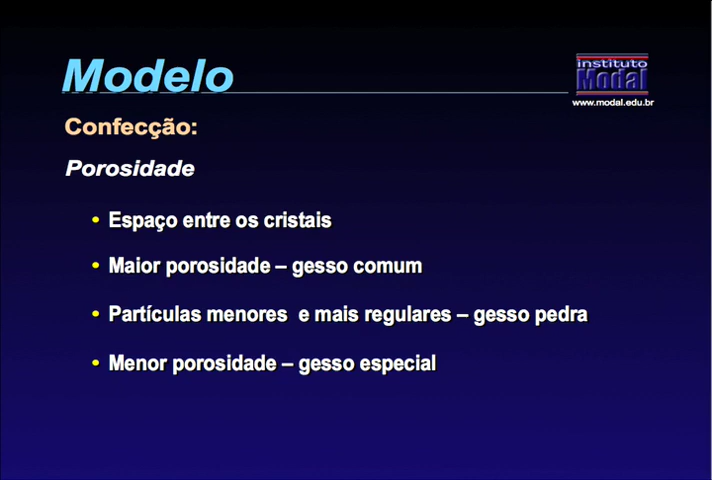 Modelo
instituto
Modal
www.modal.edu.br
Confecção:
Porosidade
• Espaço entre os cristais
• Maior porosidade – gesso comum
• Partículas menores e mais regulares – gesso pedra
• Menor porosidade – gesso especial